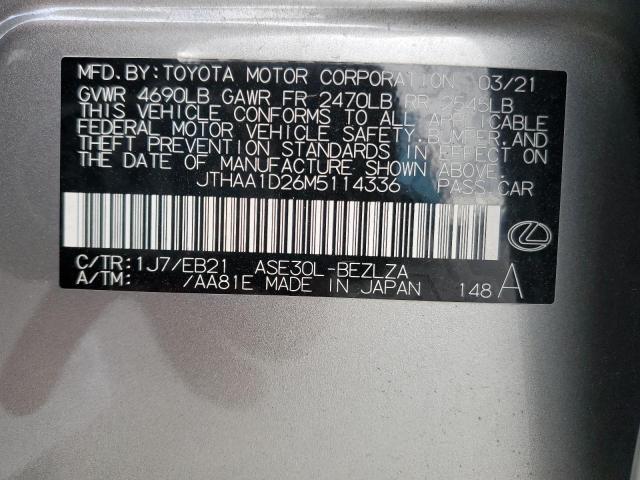 MFD.BY:TOYOTA MOTOR CORPORATION 03/21
GVWR 4690LB GAWR FR 2470LB RR 2545LB
THIS VEHICLE CONFORMS TO ALL APPLICABLE
FEDERAL MOTOR VEHICLE SAFETY, BUMPER, AND
THEFT PREVENTION STANDARDS IN EFFECT ON
THE DATE OF MANUFACTURE SHOWN ABOVE.
JTHAA1D26M5114336 PASS.CAR
C/TR:1J7/EB21 ASE30L-BEZLZA
A/TM: /AA81E MADE IN JAPAN 148 A